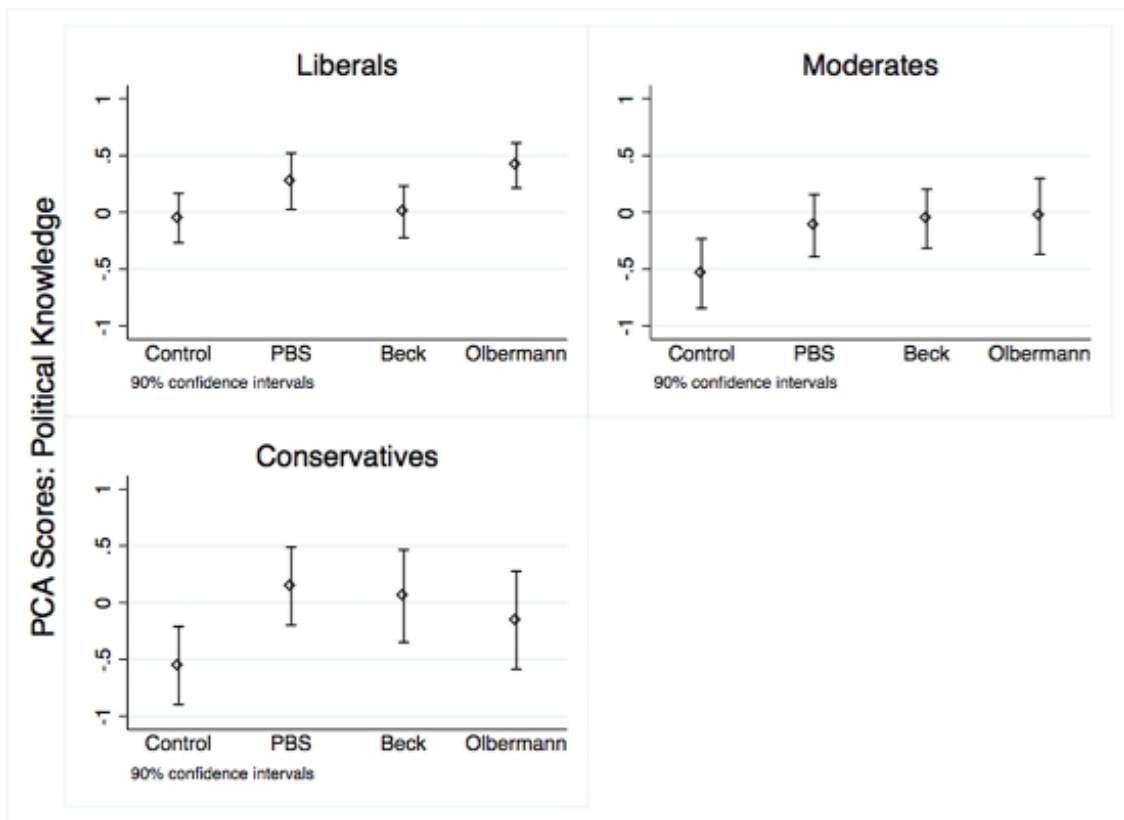 PCA Scores: Political Knowledge
Liberals
1
.5
0
-.5
-1
Control PBS Beck Olbermann
90% confidence intervals
Moderates
1
.5
0
-.5
-1
Control PBS Beck Olbermann
90% confidence intervals
Conservatives
1
.5
0
-.5
-1
Control PBS Beck Olbermann
90% confidence intervals